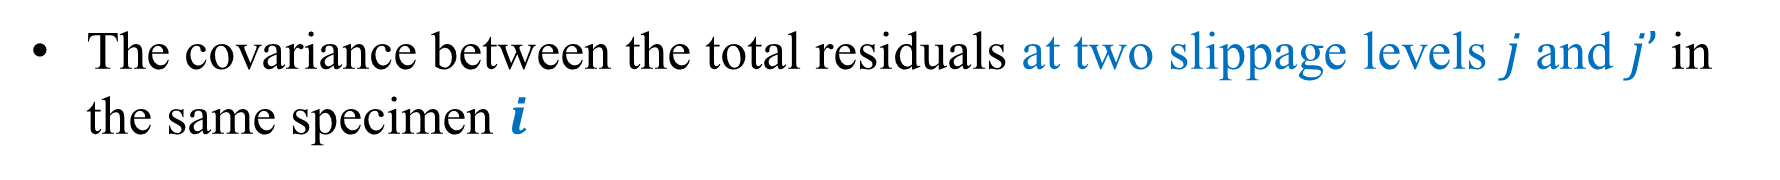 • The covariance between the total residuals at two slippage levels j and j’ in
the same specimen i